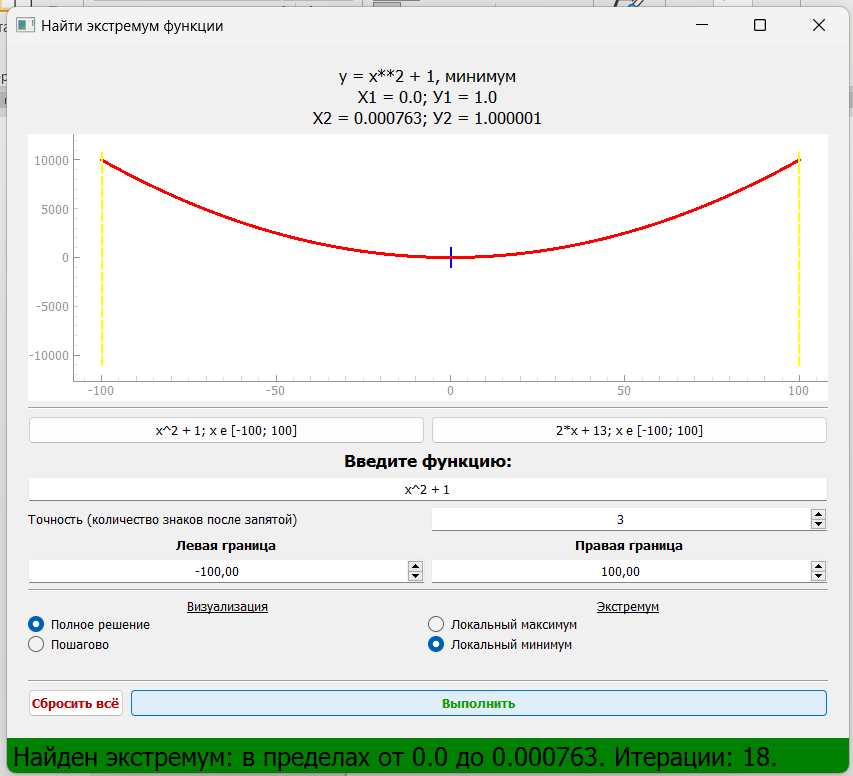 Найти экстремум функции
y = x**2 + 1, минимум
X1 = 0.0; У1 = 1.0
X2 = 0.000763; У2 = 1.000001
10000
5000
0
-5000
-10000
-100 -50 0 50 100
x^2 + 1; x e [-100; 100] 2*x + 13; x e [-100; 100]
Введите функцию:
x^2 + 1
Точность (количество знаков после запятой) 3
Левая граница Правая граница
-100,00 100,00
Визуализация Экстремум
Полное решение Локальный максимум
Пошагово Локальный минимум
Сбросить всё Выполнить
Найден экстремум: в пределах от 0.0 до 0.000763. Итерации: 18.